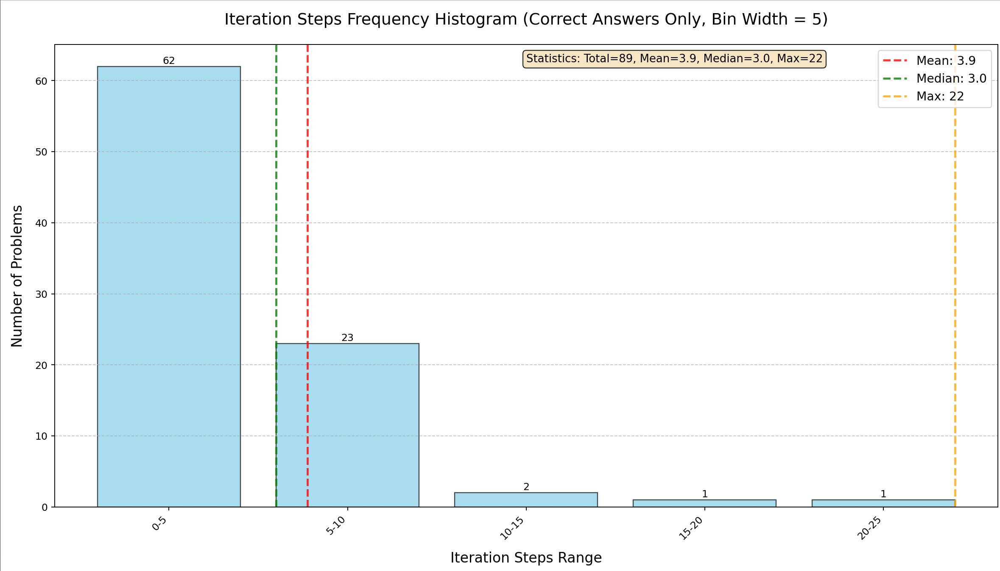 Iteration Steps Frequency Histogram (Correct Answers Only, Bin Width = 5)
Statistics: Total=89, Mean=3.9, Median=3.0, Max=22
Mean: 3.9
Median: 3.0
Max: 22
Number of Problems
60
50
40
30
20
10
0
62
23
2
1
1
0-5
5-10
10-15
15-20
20-25
Iteration Steps Range